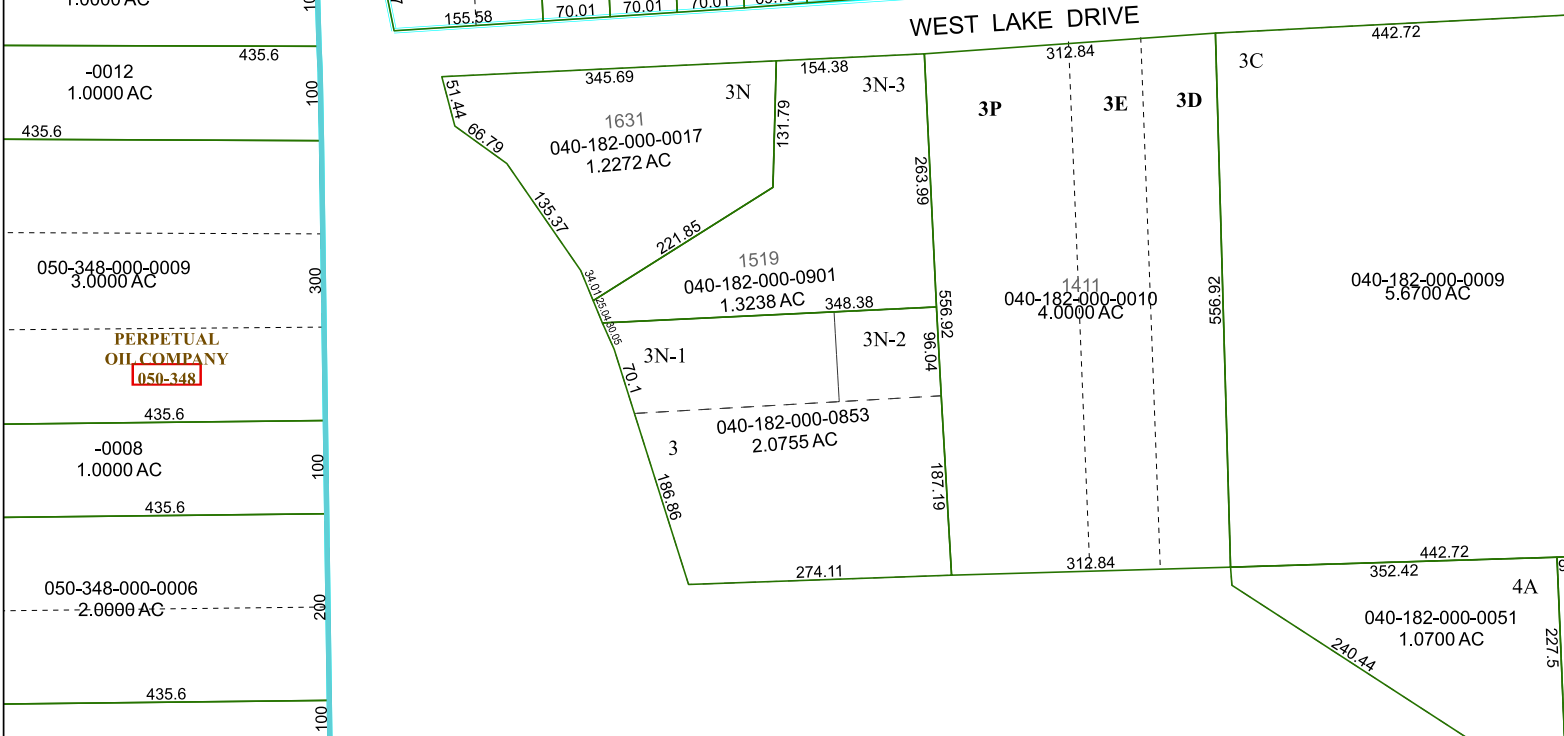 1.0000 AC
10
435.6
-0012
1.0000 AC
100
435.6
050-348-000-0009
3.0000 AC
300
PERPETUAL
OIL COMPANY
050-348
435.6
-0008
1.0000 AC
100
435.6
050-348-000-0006
2.0000 AC
200
435.6
100
155.58
70.01
70.01
70.01
WEST LAKE DRIVE
345.69
154.38
312.84
442.72
51.44
66.79
135.37
34.01
25.04
30.05
70.1
186.86
3N
1631
040-182-000-0017
1.2272 AC
131.79
221.85
3N-3
263.99
1519
040-182-000-0901
1.3238 AC
348.38
3N-1
3N-2
96.04
556.92
3
040-182-000-0853
2.0755 AC
187.19
274.11
3P
3E
3D
1411
040-182-000-0010
4.0000 AC
556.92
312.84
3C
040-182-000-0009
5.6700 AC
442.72
352.42
4A
040-182-000-0051
1.0700 AC
240.44
227.5